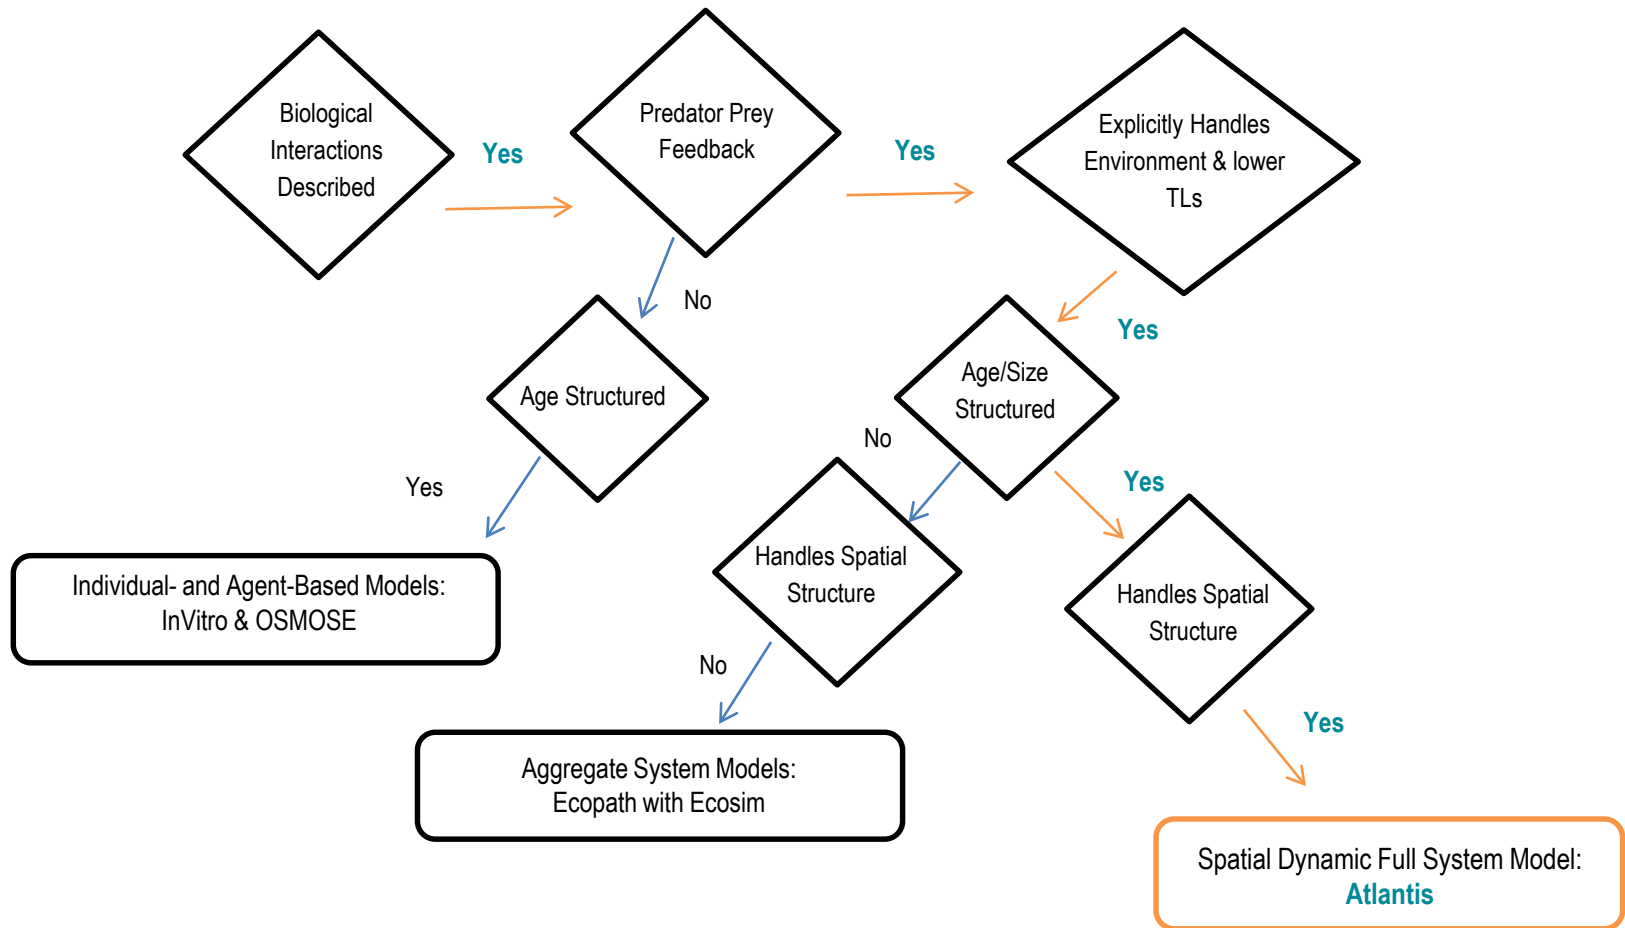 Biological
Interactions
Described
Yes
Predator Prey
Feedback
Yes
Explicitly Handles
Environment & lower
TLs
No
Yes
Age Structured
Age/Size
Structured
Yes
No
Yes
Handles Spatial
Structure
Handles Spatial
Structure
Individual- and Agent-Based Models:
InVitro & OSMOSE
No
Yes
Aggregate System Models:
Ecopath with Ecosim
Spatial Dynamic Full System Model:
Atlantis